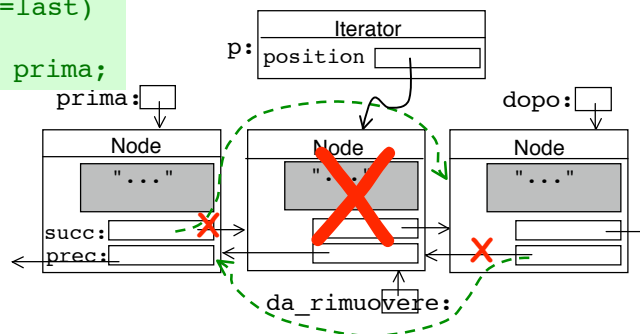 =last)
prima;
Iterator
p:
position
prima:
dopo:
Node
Node
Node
"..."
"..."
"..."
succ:
prec:
da_rimuovere: